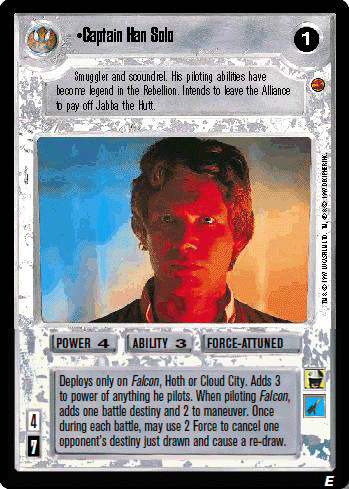 •Captain Han Solo
1
Smuggler and scoundrel. His piloting abilities have
become legend in the Rebellion. Intends to leave the Alliance
to pay off Jabba the Hutt.
POWER 4 ABILITY 3 FORCE-ATTUNED
Deploys only on Falcon, Hoth or Cloud City. Adds 3
to power of anything he pilots. When piloting Falcon,
adds one battle destiny and 2 to maneuver. Once
during each battle, may use 2 Force to cancel one
opponent's destiny just drawn and cause a re-draw.
4
7
E